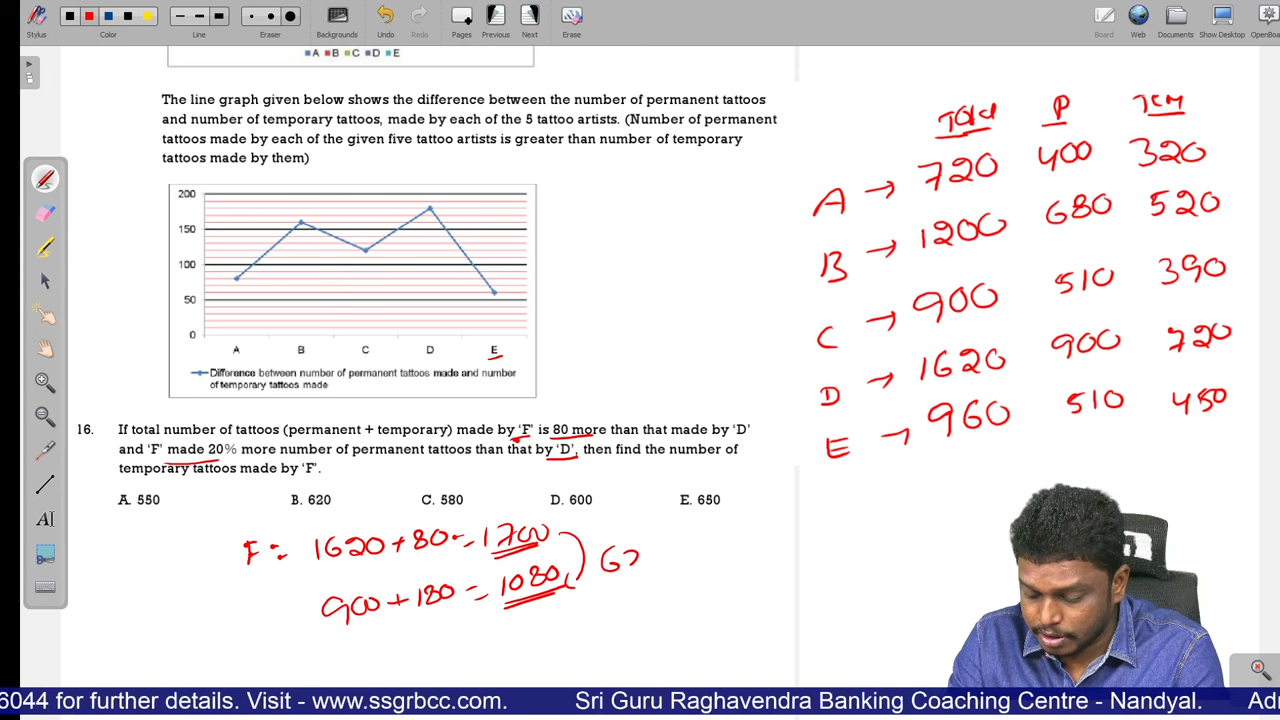 Stylus
Color
Line
Eraser
Backgrounds
Undo
Redo
Pages
Previous
Next
Erase
Board
Web
Documents
Show Desktop
OpenBoa
A B C D E
The line graph given below shows the difference between the number of permanent tattoos
and number of temporary tattoos, made by each of the 5 tattoo artists. (Number of permanent
tattoos made by each of the given five tattoo artists is greater than number of temporary
tattoos made by them)
200
150
100
50
0
A B C D E
Difference between number of permanent tattoos made and number
of temporary tattoos made
Total P Tem
A → 720 400 320
B → 1200 680 520
C → 900 510 390
D → 1620 900 720
E → 960 510 450
16. If total number of tattoos (permanent + temporary) made by 'F' is 80 more than that made by 'D'
and 'F' made 20% more number of permanent tattoos than that by 'D', then find the number of
temporary tattoos made by 'F'.
A. 550 B. 620 C. 580 D. 600 E. 650
F = 1620 + 80 = 1700
900 + 180 = 1080
62
6044 for further details. Visit - www.ssgrbcc.com. Sri Guru Raghavendra Banking Coaching Centre - Nandyal. Ad